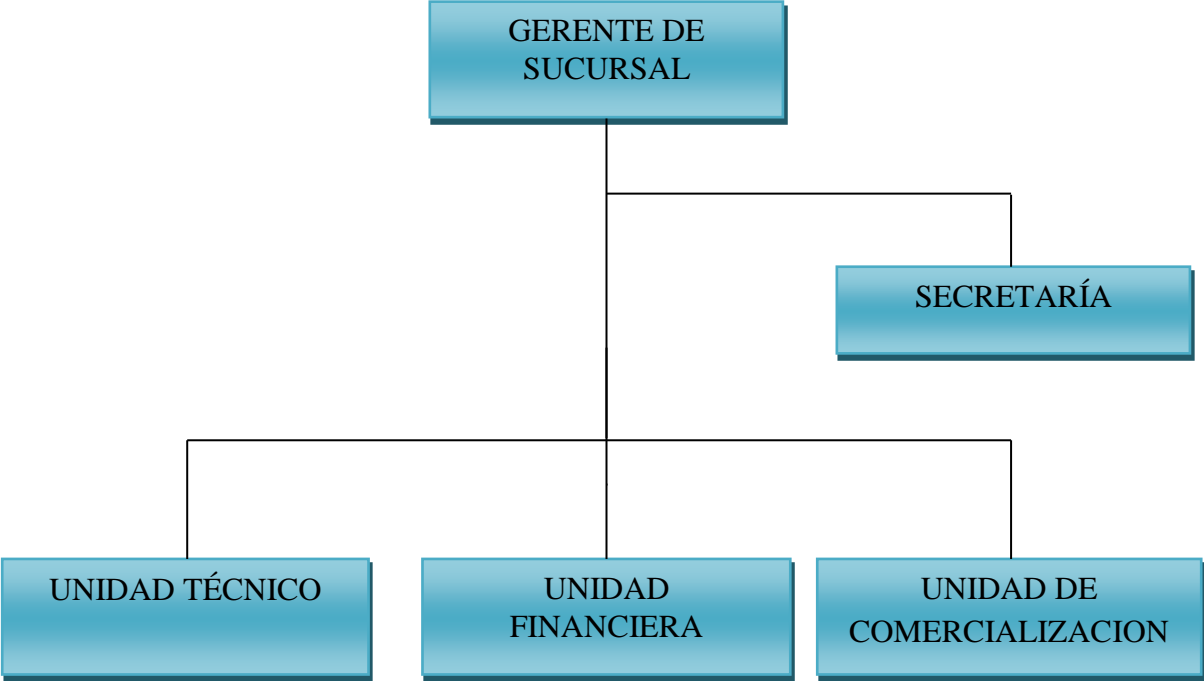 GERENTE DE
SUCURSAL
SECRETARÍA
UNIDAD TÉCNICO
UNIDAD
FINANCIERA
UNIDAD DE
COMERCIALIZACION